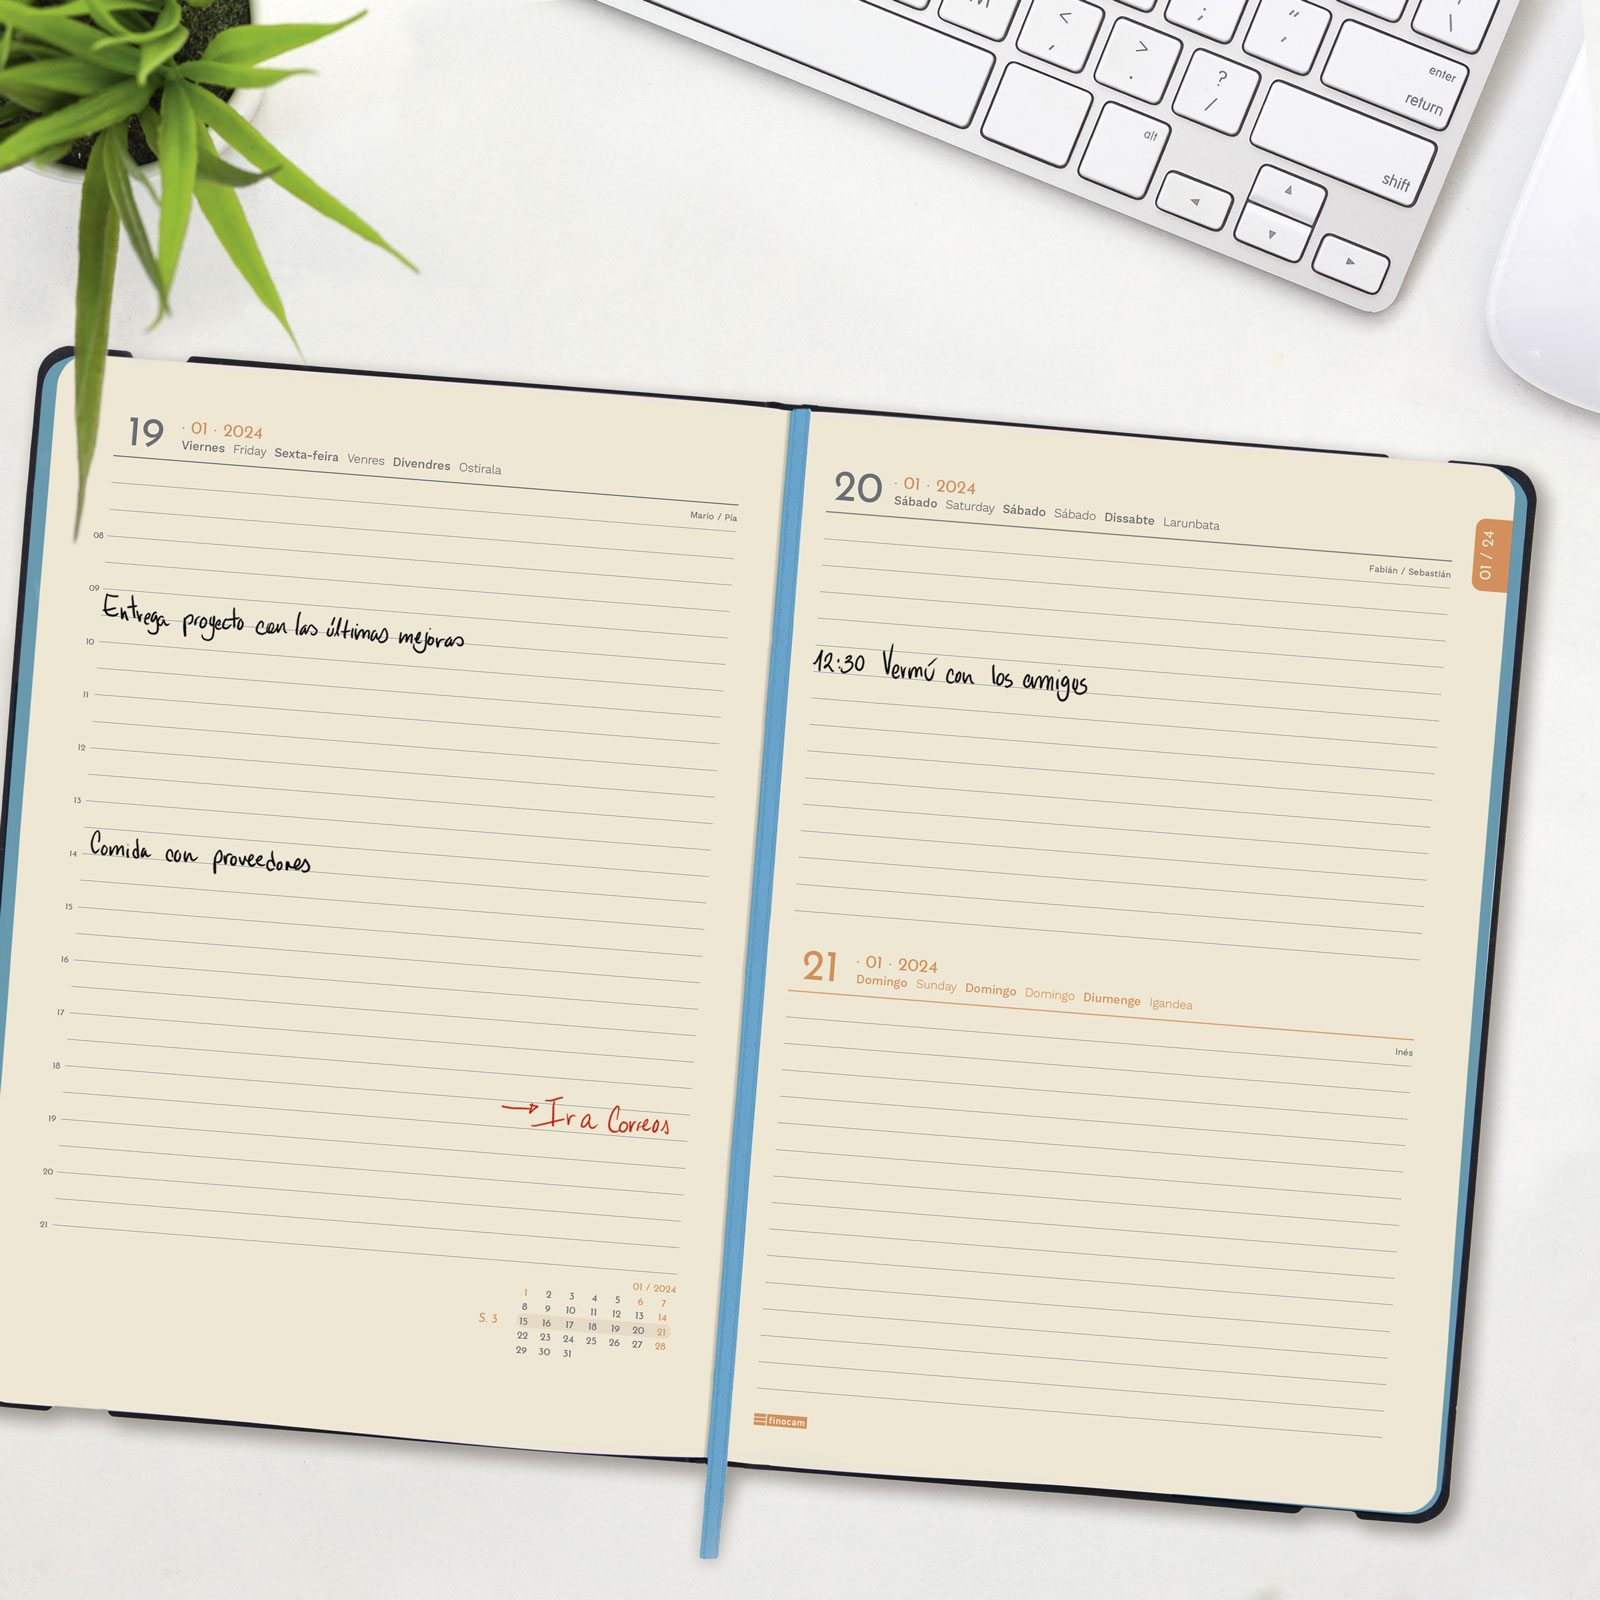 M
<
,
>
.
?
/
:
;
"
,
\
enter
return
alt
shift
19 · 01 · 2024
Viernes Friday Sexta-feira Venres Divendres Ostirala
Mario / Pía
08
09
Entrega proyecto con las últimas mejoras
10
11
12
13
Comida con proveedores
14
15
16
17
18
→ Ir a Correos
19
20
21
01 / 2024
1 2 3 4 5 6 7
8 9 10 11 12 13 14
S. 3 15 16 17 18 19 20 21
22 23 24 25 26 27 28
29 30 31
20 · 01 · 2024
Sábado Saturday Sábado Sábado Dissabte Larunbata
Fabián / Sebastián
01 / 24
12:30 Vermú con los amigos
21 · 01 · 2024
Domingo Sunday Domingo Domingo Diumenge Igandea
Inés
finocam